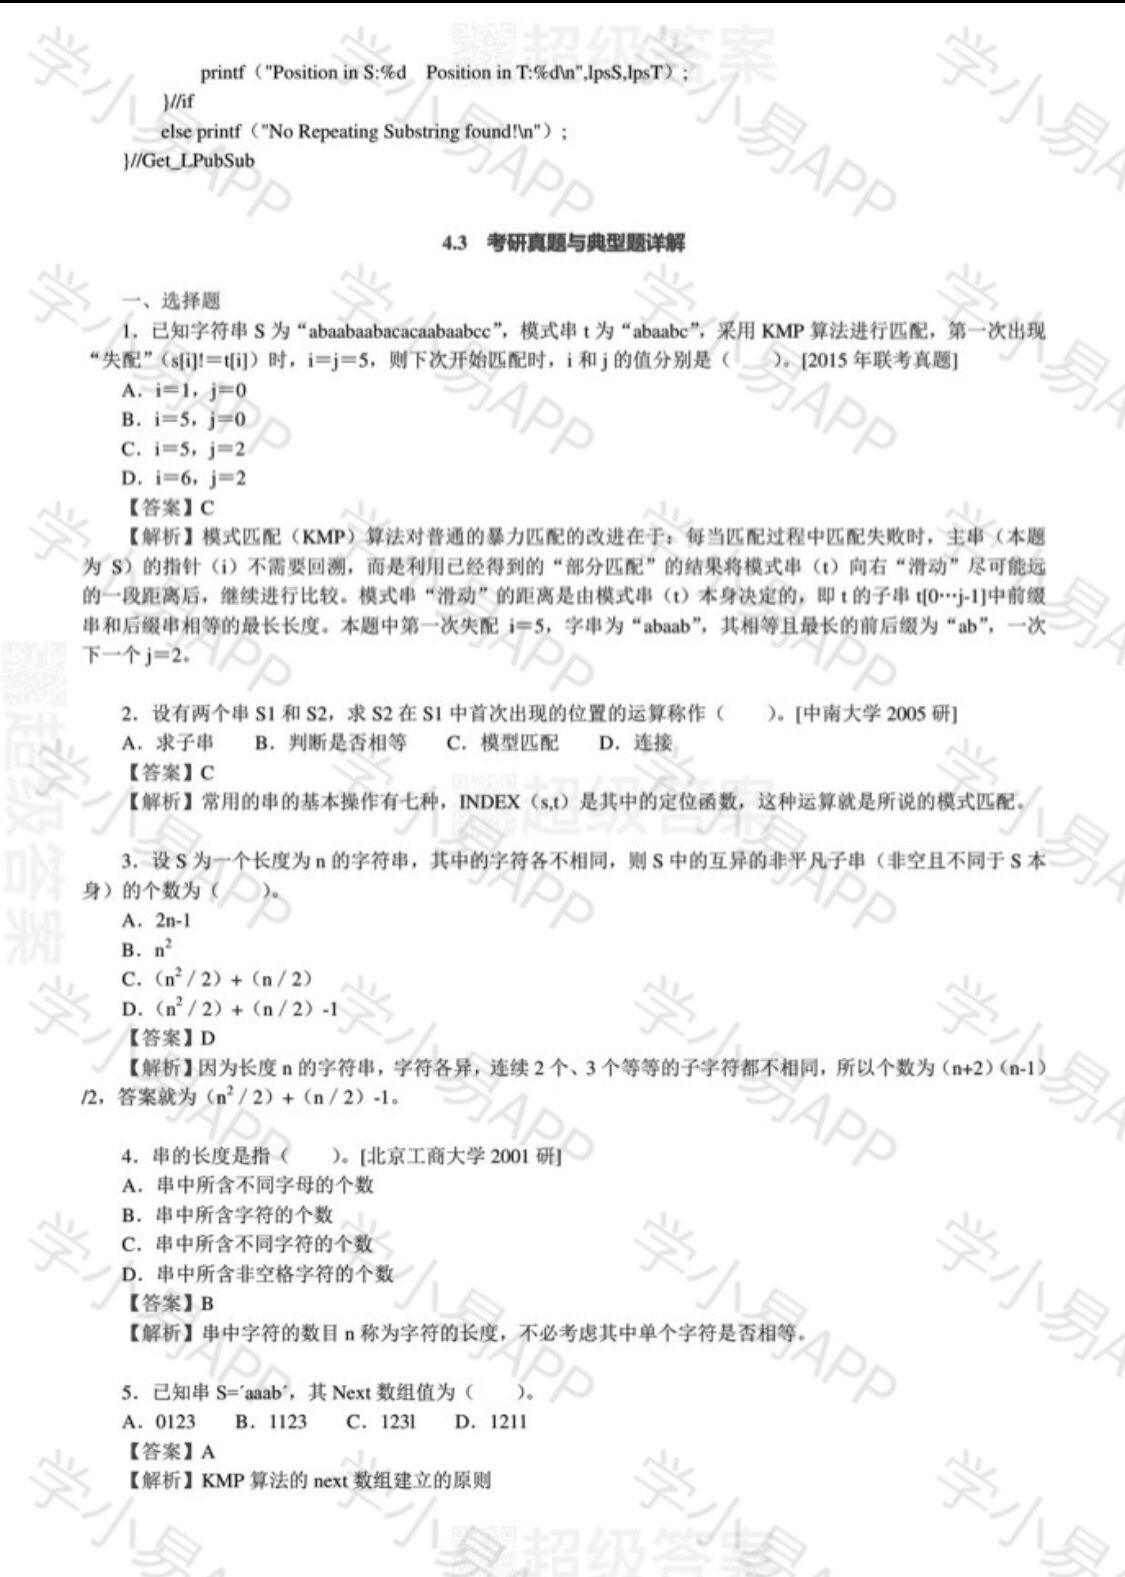 printf（"Position in S:%d Position in T:%d\n",lpsS,lpsT）;
}//if
else printf（"No Repeating Substring found!\n"）;
}//Get_LPubSub
4.3 考研真题与典型题详解
一、选择题
1．已知字符串 S 为“abaabaabacacaabaabcc”，模式串 t 为“abaabc”，采用 KMP 算法进行匹配，第一次出现
“失配”（s[i]!＝t[i]）时，i＝j＝5，则下次开始匹配时，i 和 j 的值分别是（ ）。[2015 年联考真题]
A．i＝1，j＝0
B．i＝5，j＝0
C．i＝5，j＝2
D．i＝6，j＝2
【答案】C
【解析】模式匹配（KMP）算法对普通的暴力匹配的改进在于：每当匹配过程中匹配失败时，主串（本题
为 S）的指针（i）不需要回溯，而是利用已经得到的“部分匹配”的结果将模式串（t）向右“滑动”尽可能远
的一段距离后，继续进行比较。模式串“滑动”的距离是由模式串（t）本身决定的，即 t 的子串 t[0…j-1]中前缀
串和后缀串相等的最长长度。本题中第一次失配 i＝5，字串为“abaab”，其相等且最长的前后缀为“ab”，一次
下一个 j＝2。
2．设有两个串 S1 和 S2，求 S2 在 S1 中首次出现的位置的运算称作（ ）。[中南大学 2005 研]
A．求子串 B．判断是否相等 C．模型匹配 D．连接
【答案】C
【解析】常用的串的基本操作有七种，INDEX（s,t）是其中的定位函数，这种运算就是所说的模式匹配。
3．设 S 为一个长度为 n 的字符串，其中的字符各不相同，则 S 中的互异的非平凡子串（非空且不同于 S 本
身）的个数为（ ）。
A．2n-1
B．n²
C．（n² / 2）+（n / 2）
D．（n² / 2）+（n / 2）-1
【答案】D
【解析】因为长度 n 的字符串，字符各异，连续 2 个、3 个等等的子字符都不相同，所以个数为（n+2）（n-1）
/2，答案就为（n² / 2）+（n / 2）-1。
4．串的长度是指（ ）。[北京工商大学 2001 研]
A．串中所含不同字母的个数
B．串中所含字符的个数
C．串中所含不同字符的个数
D．串中所含非空格字符的个数
【答案】B
【解析】串中字符的数目 n 称为字符的长度，不必考虑其中单个字符是否相等。
5．已知串 S=′aaab′，其 Next 数组值为（ ）。
A．0123 B．1123 C．123l D．1211
【答案】A
【解析】KMP 算法的 next 数组建立的原则